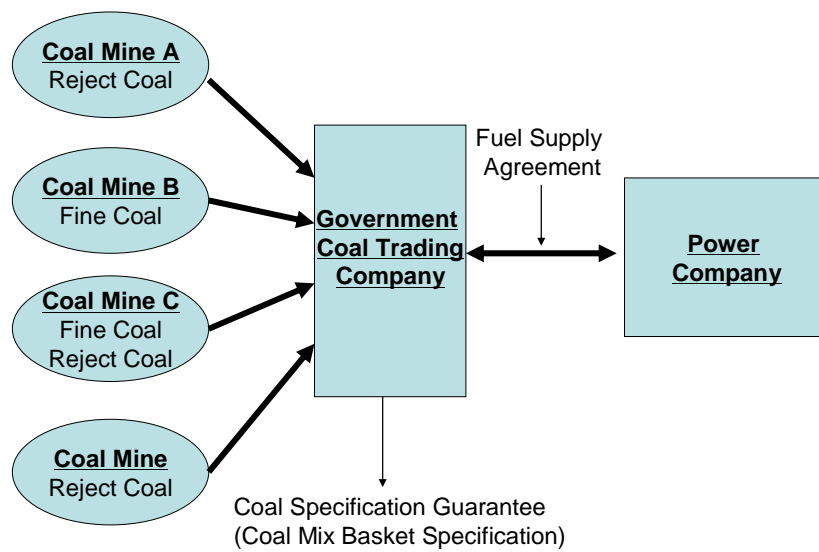 Coal Mine A
Reject Coal
Coal Mine B
Fine Coal
Coal Mine C
Fine Coal
Reject Coal
Coal Mine
Reject Coal
Government
Coal Trading
Company
Fuel Supply
Agreement
Power
Company
Coal Specification Guarantee
(Coal Mix Basket Specification)